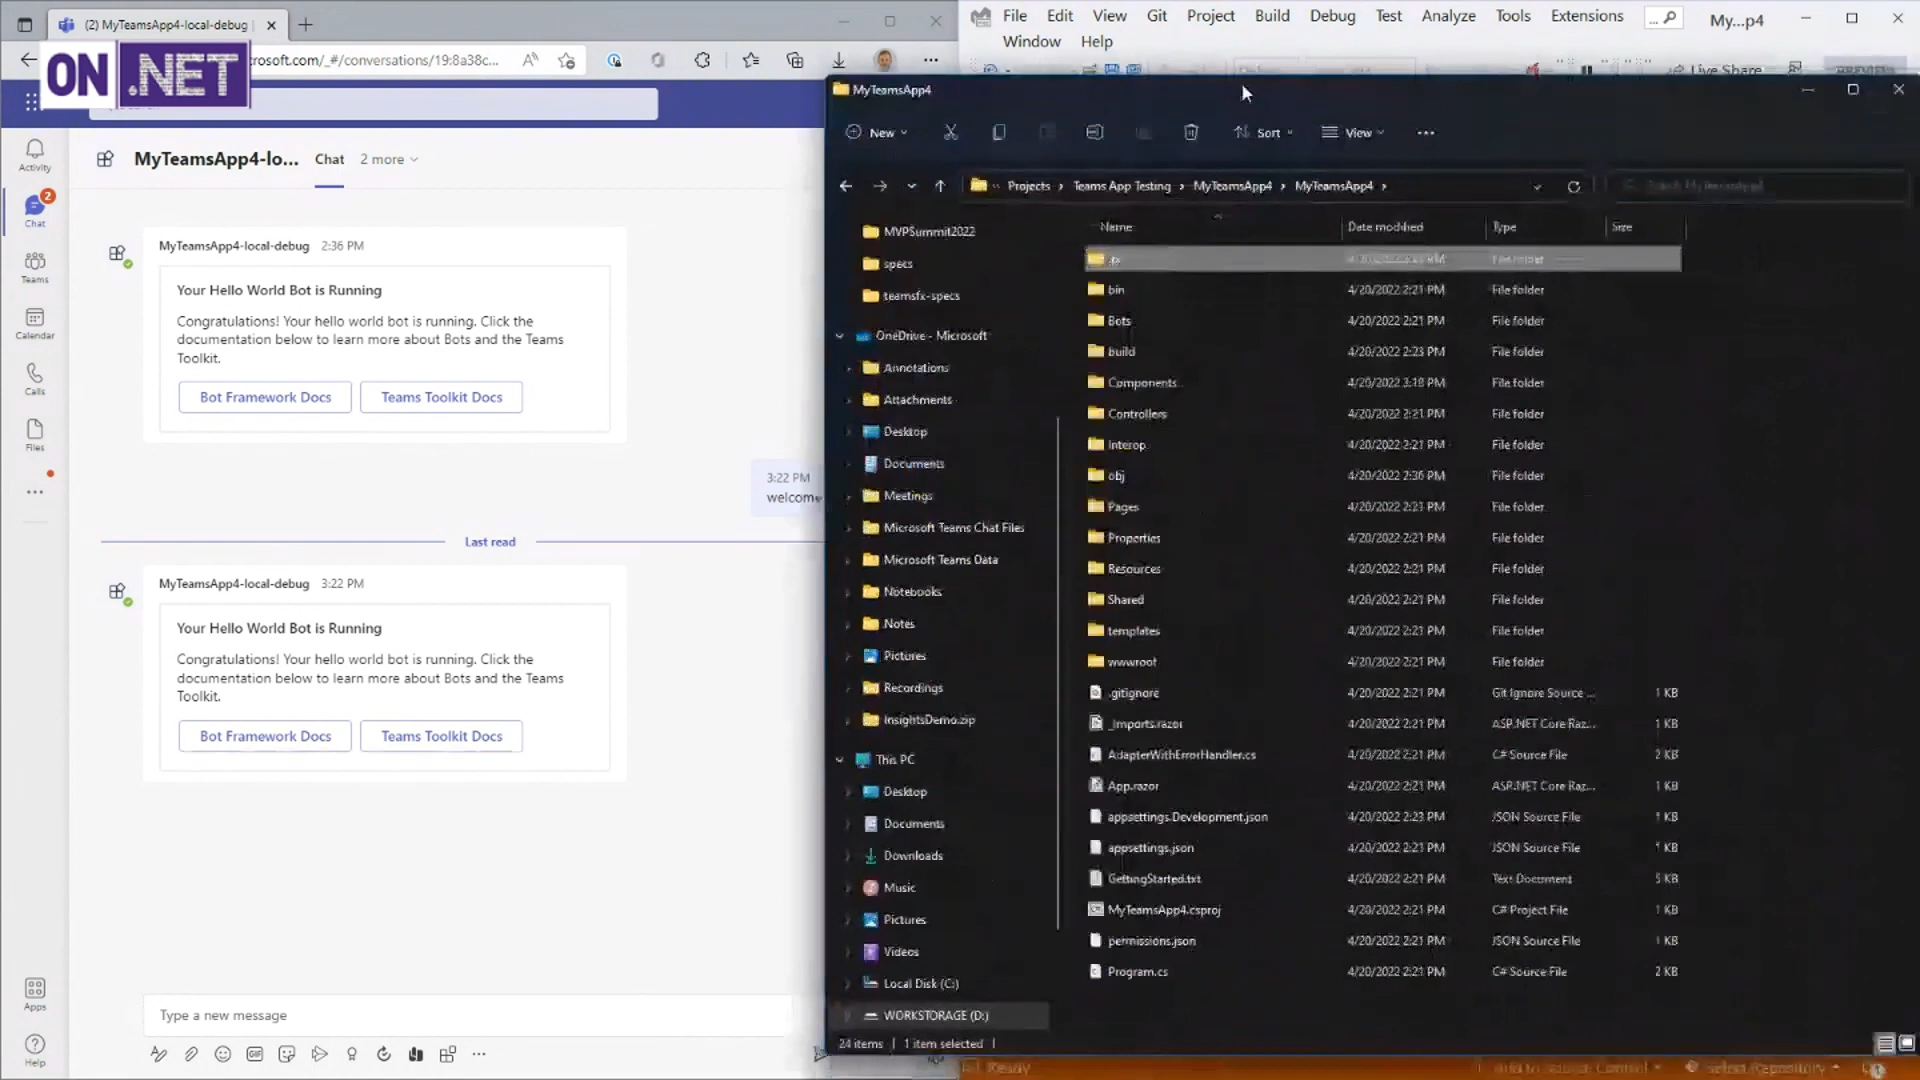 (2) MyTeamsApp4-local-debug
ON .NET
rosoft.com/_#/conversations/19:8a38c...
File Edit View Git Project Build Debug Test Analyze Tools Extensions
My...p4
Window Help
Live Share
MyTeamsApp4
New
Sort
View
Projects > Teams App Testing > MyTeamsApp4 > MyTeamsApp4 >
Activity
2
Chat
Teams
Calendar
Calls
Files
Apps
Help
MyTeamsApp4-lo... Chat 2 more
MyTeamsApp4-local-debug 2:36 PM
Your Hello World Bot is Running
Congratulations! Your hello world bot is running. Click the
documentation below to learn more about Bots and the Teams
Toolkit.
Bot Framework Docs Teams Toolkit Docs
3:22 PM
welcome
Last read
MyTeamsApp4-local-debug 3:22 PM
Your Hello World Bot is Running
Congratulations! Your hello world bot is running. Click the
documentation below to learn more about Bots and the Teams
Toolkit.
Bot Framework Docs Teams Toolkit Docs
Type a new message
GIF
MVPSummit2022
specs
teamsfx-specs
OneDrive - Microsoft
Annotations
Attachments
Desktop
Documents
Meetings
Microsoft Teams Chat Files
Microsoft Teams Data
Notebooks
Notes
Pictures
Recordings
InsightsDemo.zip
This PC
Desktop
Documents
Downloads
Music
Pictures
Videos
Local Disk (C:)
WORKSTORAGE (D:)
Name Date modified Type Size
.fx File folder
bin 4/20/2022 2:21 PM File folder
Bots 4/20/2022 2:21 PM File folder
build 4/20/2022 2:23 PM File folder
Components 4/20/2022 3:18 PM File folder
Controllers 4/20/2022 2:21 PM File folder
Interop 4/20/2022 2:21 PM File folder
obj 4/20/2022 2:36 PM File folder
Pages 4/20/2022 2:21 PM File folder
Properties 4/20/2022 2:21 PM File folder
Resources 4/20/2022 2:21 PM File folder
Shared 4/20/2022 2:21 PM File folder
templates 4/20/2022 2:21 PM File folder
wwwroot 4/20/2022 2:21 PM File folder
.gitignore 4/20/2022 2:21 PM Git Ignore Source ... 1 KB
_Imports.razor 4/20/2022 2:21 PM ASP.NET Core Raz... 1 KB
AdapterWithErrorHandler.cs 4/20/2022 2:21 PM C# Source File 2 KB
App.razor 4/20/2022 2:21 PM ASP.NET Core Raz... 1 KB
appsettings.Development.json 4/20/2022 2:23 PM JSON Source File 1 KB
appsettings.json 4/20/2022 2:21 PM JSON Source File 1 KB
GettingStarted.txt 4/20/2022 2:21 PM Text Document 5 KB
MyTeamsApp4.csproj 4/20/2022 2:21 PM C# Project File 1 KB
permissions.json 4/20/2022 2:21 PM JSON Source File 1 KB
Program.cs 4/20/2022 2:21 PM C# Source File 2 KB
24 items 1 item selected
Ready
Add to Source Control
Select Repository